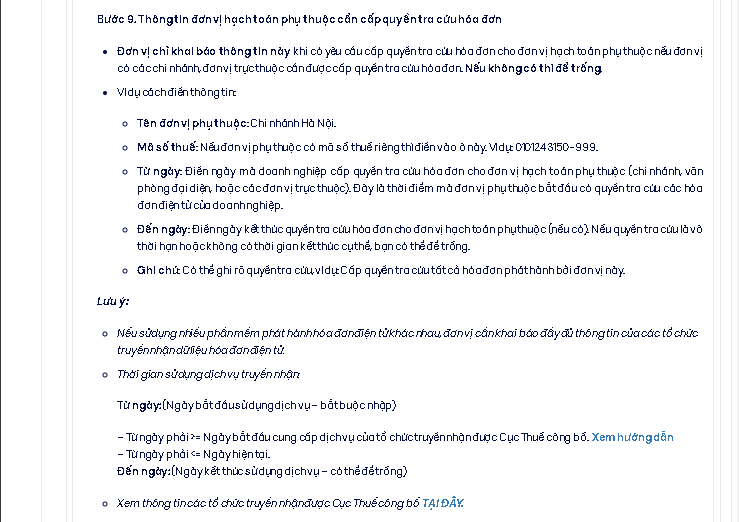 Bước 9. Thông tin đơn vị hạch toán phụ thuộc cần cấp quyền tra cứu hóa đơn
Đơn vị chỉ khai báo thông tin này khi có yêu cầu cấp quyền tra cứu hóa đơn cho đơn vị hạch toán phụ thuộc nếu đơn vị
có các chi nhánh, đơn vị trực thuộc cần được cấp quyền tra cứu hóa đơn. Nếu không có thì để trống.
Ví dụ cách điền thông tin:
Tên đơn vị phụ thuộc: Chi nhánh Hà Nội.
Mã số thuế: Nếu đơn vị phụ thuộc có mã số thuế riêng thì điền vào ô này. Ví dụ: 0101243150-999.
Từ ngày: Điền ngày mà doanh nghiệp cấp quyền tra cứu hóa đơn cho đơn vị hạch toán phụ thuộc (chi nhánh, văn
phòng đại diện, hoặc các đơn vị trực thuộc). Đây là thời điểm mà đơn vị phụ thuộc bắt đầu có quyền tra cứu các hóa
đơn điện tử của doanh nghiệp.
Đến ngày: Điền ngày kết thúc quyền tra cứu hóa đơn cho đơn vị hạch toán phụ thuộc (nếu có). Nếu quyền tra cứu là vô
thời hạn hoặc không có thời gian kết thúc cụ thể, bạn có thể để trống.
Ghi chú: Có thể ghi rõ quyền tra cứu, ví dụ: Cấp quyền tra cứu tất cả hóa đơn phát hành bởi đơn vị này.
Lưu ý:
Nếu sử dụng nhiều phần mềm phát hành hóa đơn điện tử khác nhau, đơn vị cần khai báo đầy đủ thông tin của các tổ chức
truyền nhận dữ liệu hóa đơn điện tử.
Thời gian sử dụng dịch vụ truyền nhận:
Từ ngày: (Ngày bắt đầu sử dụng dịch vụ – bắt buộc nhập)
– Từ ngày phải >= Ngày bắt đầu cung cấp dịch vụ của tổ chức truyền nhận được Cục Thuế công bố. Xem hướng dẫn
– Từ ngày phải <= Ngày hiện tại.
Đến ngày: (Ngày kết thúc sử dụng dịch vụ – có thể để trống)
Xem thông tin các tổ chức truyền nhận được Cục Thuế công bố TẠI ĐÂY.